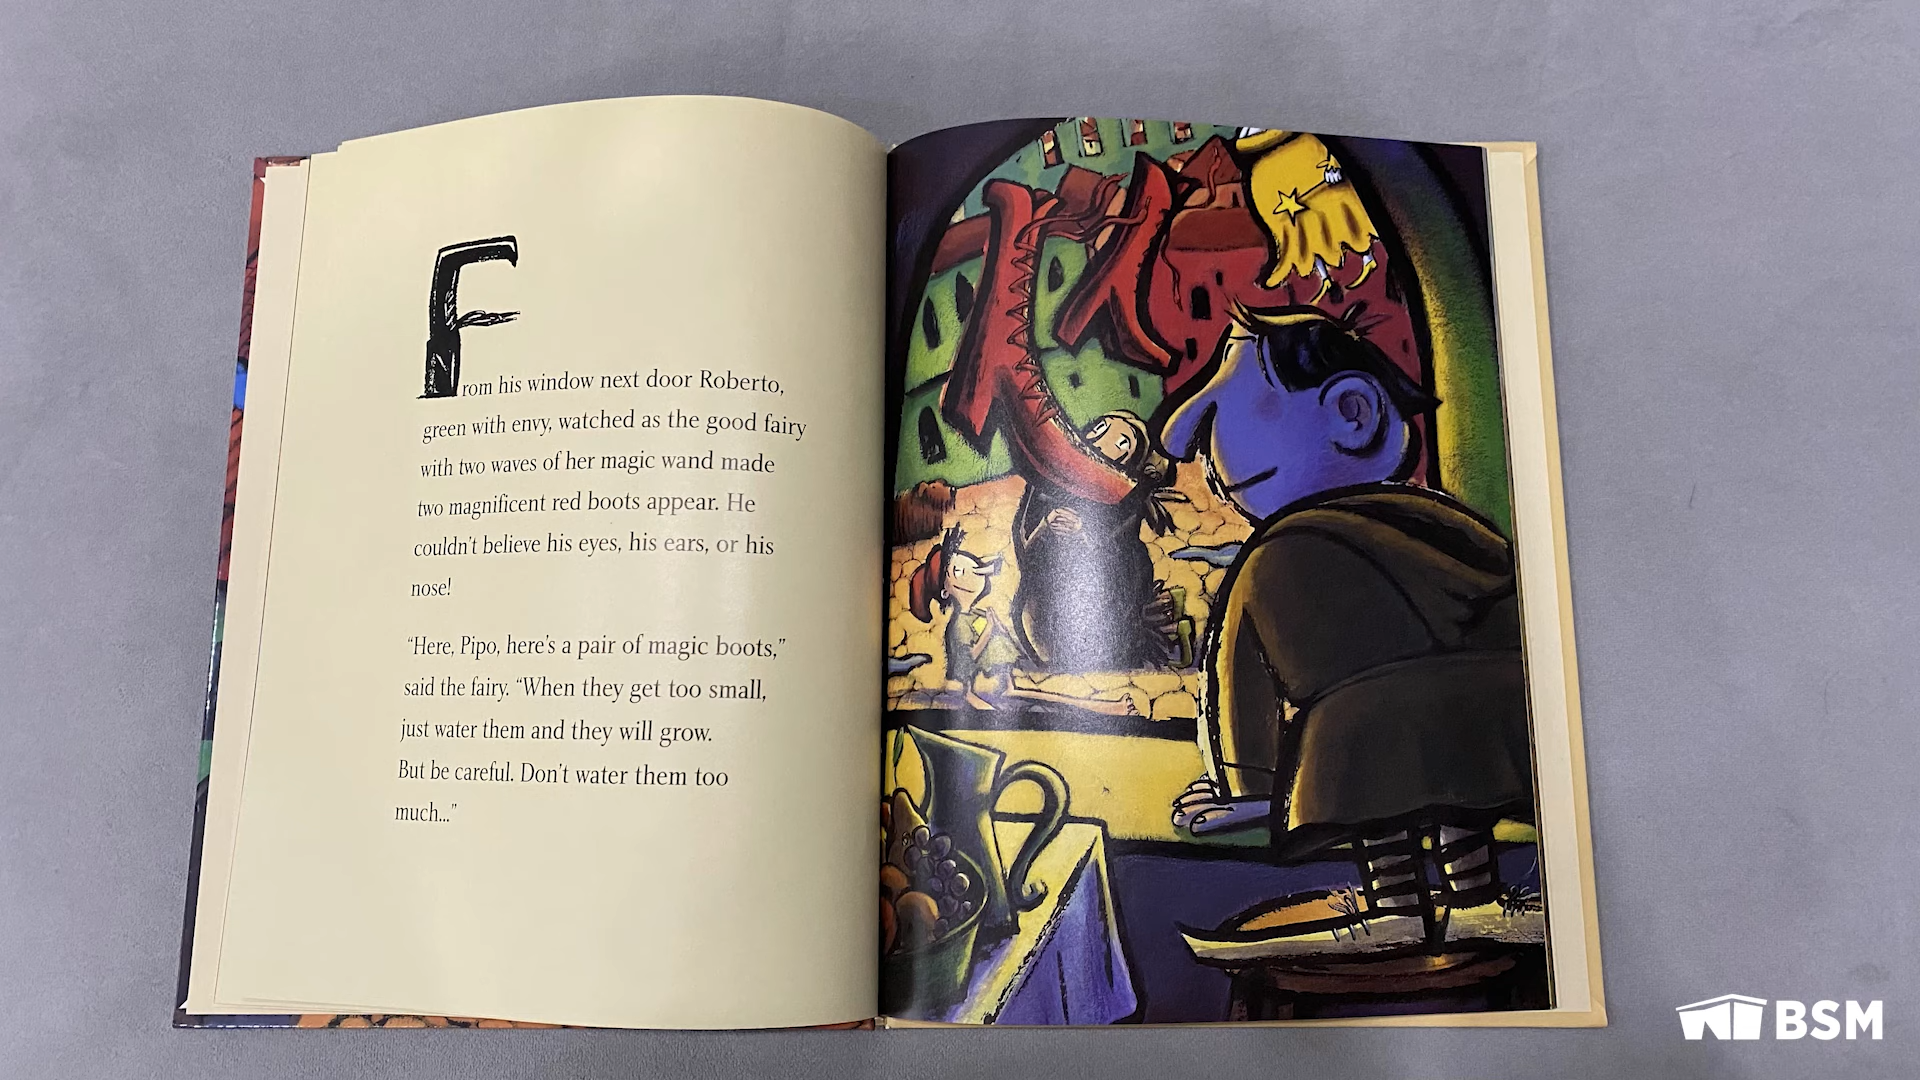 From his window next door Roberto,
green with envy, watched as the good fairy
with two waves of her magic wand made
two magnificent red boots appear. He
couldn't believe his eyes, his ears, or his
nose!
“Here, Pipo, here's a pair of magic boots,”
said the fairy. “When they get too small,
just water them and they will grow.
But be careful. Don't water them too
much...”
BSM